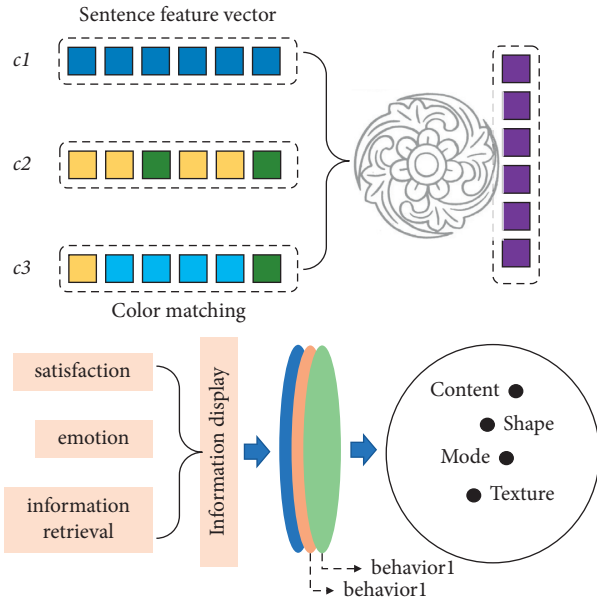 Sentence feature vector
c1
c2
c3
Color matching
satisfaction
emotion
information
retrieval
Information display
Content
Shape
Mode
Texture
behavior1
behavior1